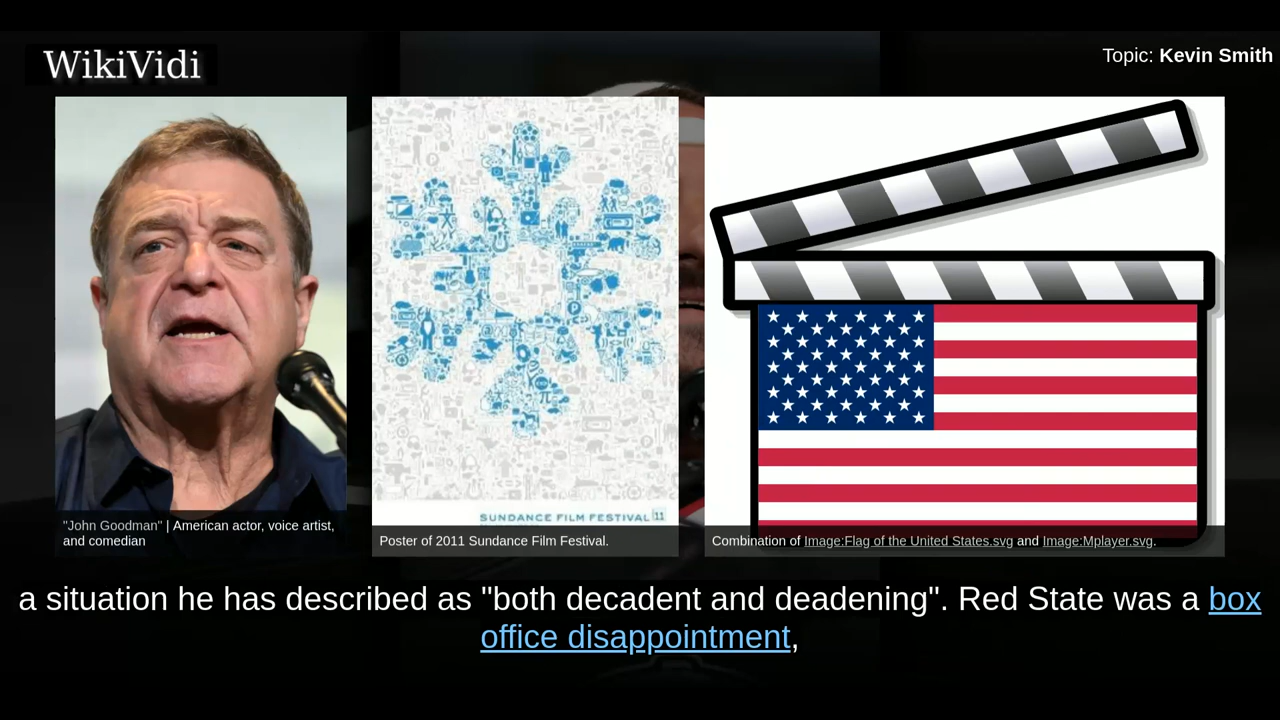 WikiVidi
Topic: Kevin Smith
SUNDANCE FILM FESTIVAL 11
"John Goodman" | American actor, voice artist,
and comedian
Poster of 2011 Sundance Film Festival.
Combination of Image:Flag of the United States.svg and Image:Mplayer.svg.
a situation he has described as "both decadent and deadening". Red State was a box
office disappointment,